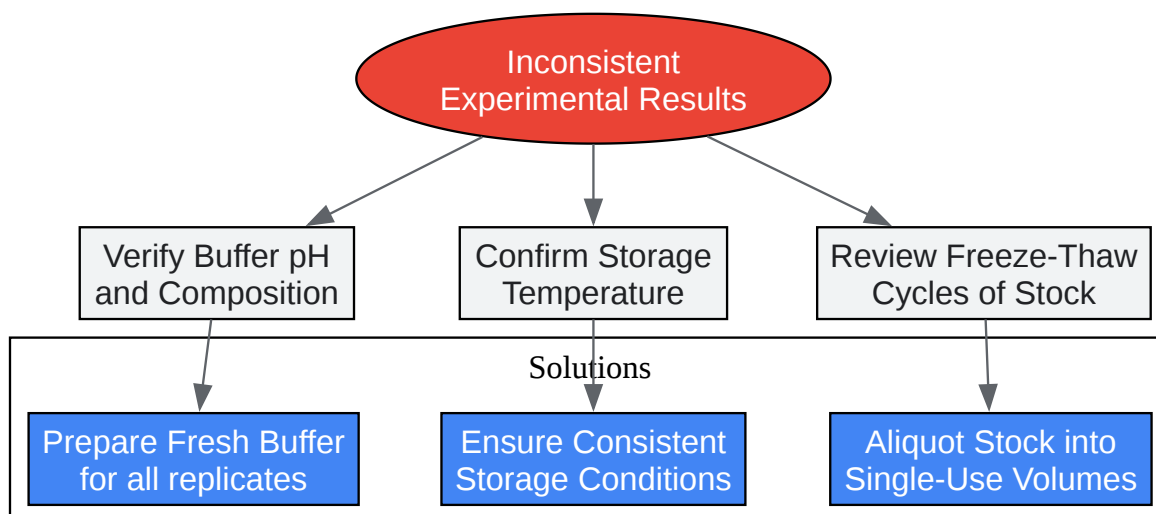 Inconsistent
Experimental Results
Verify Buffer pH
and Composition
Confirm Storage
Temperature
Review Freeze-Thaw
Cycles of Stock
Solutions
Prepare Fresh Buffer
for all replicates
Ensure Consistent
Storage Conditions
Aliquot Stock into
Single-Use Volumes